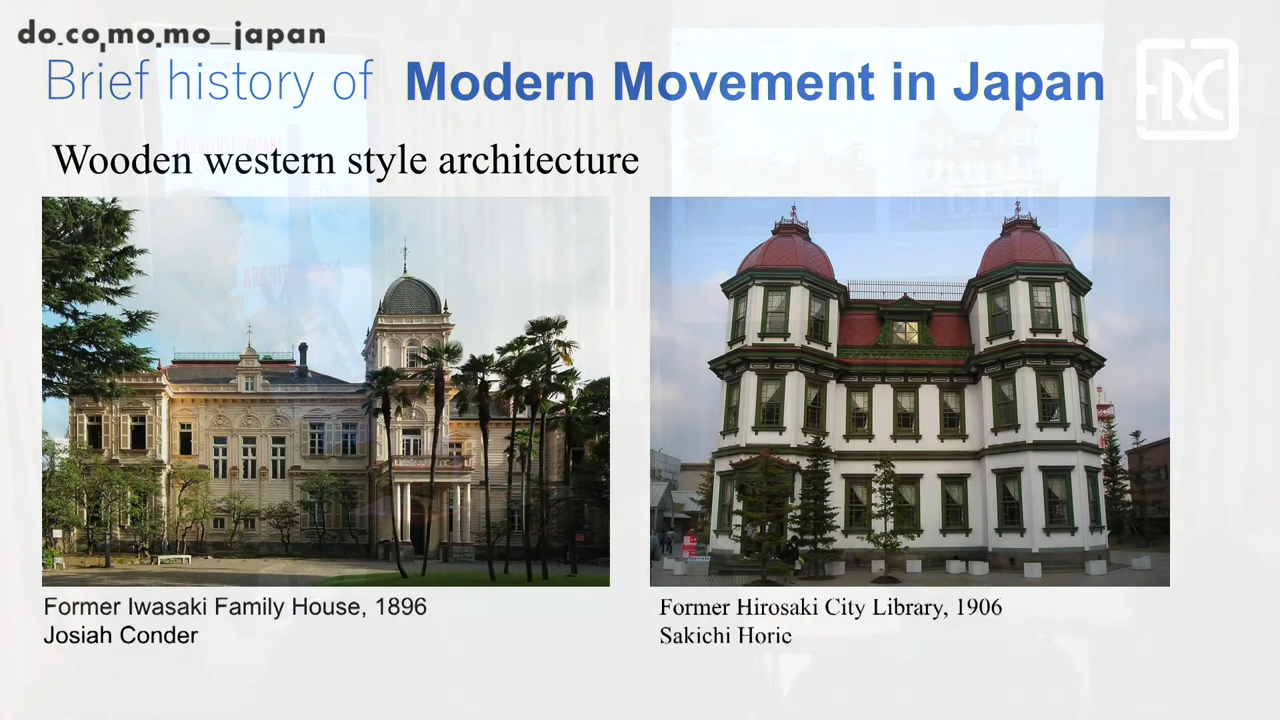 do.co,mo.mo_japan
Brief history of Modern Movement in Japan
FRC
Wooden western style architecture
Former Iwasaki Family House, 1896
Josiah Conder
Former Hirosaki City Library, 1906
Sakichi Horie